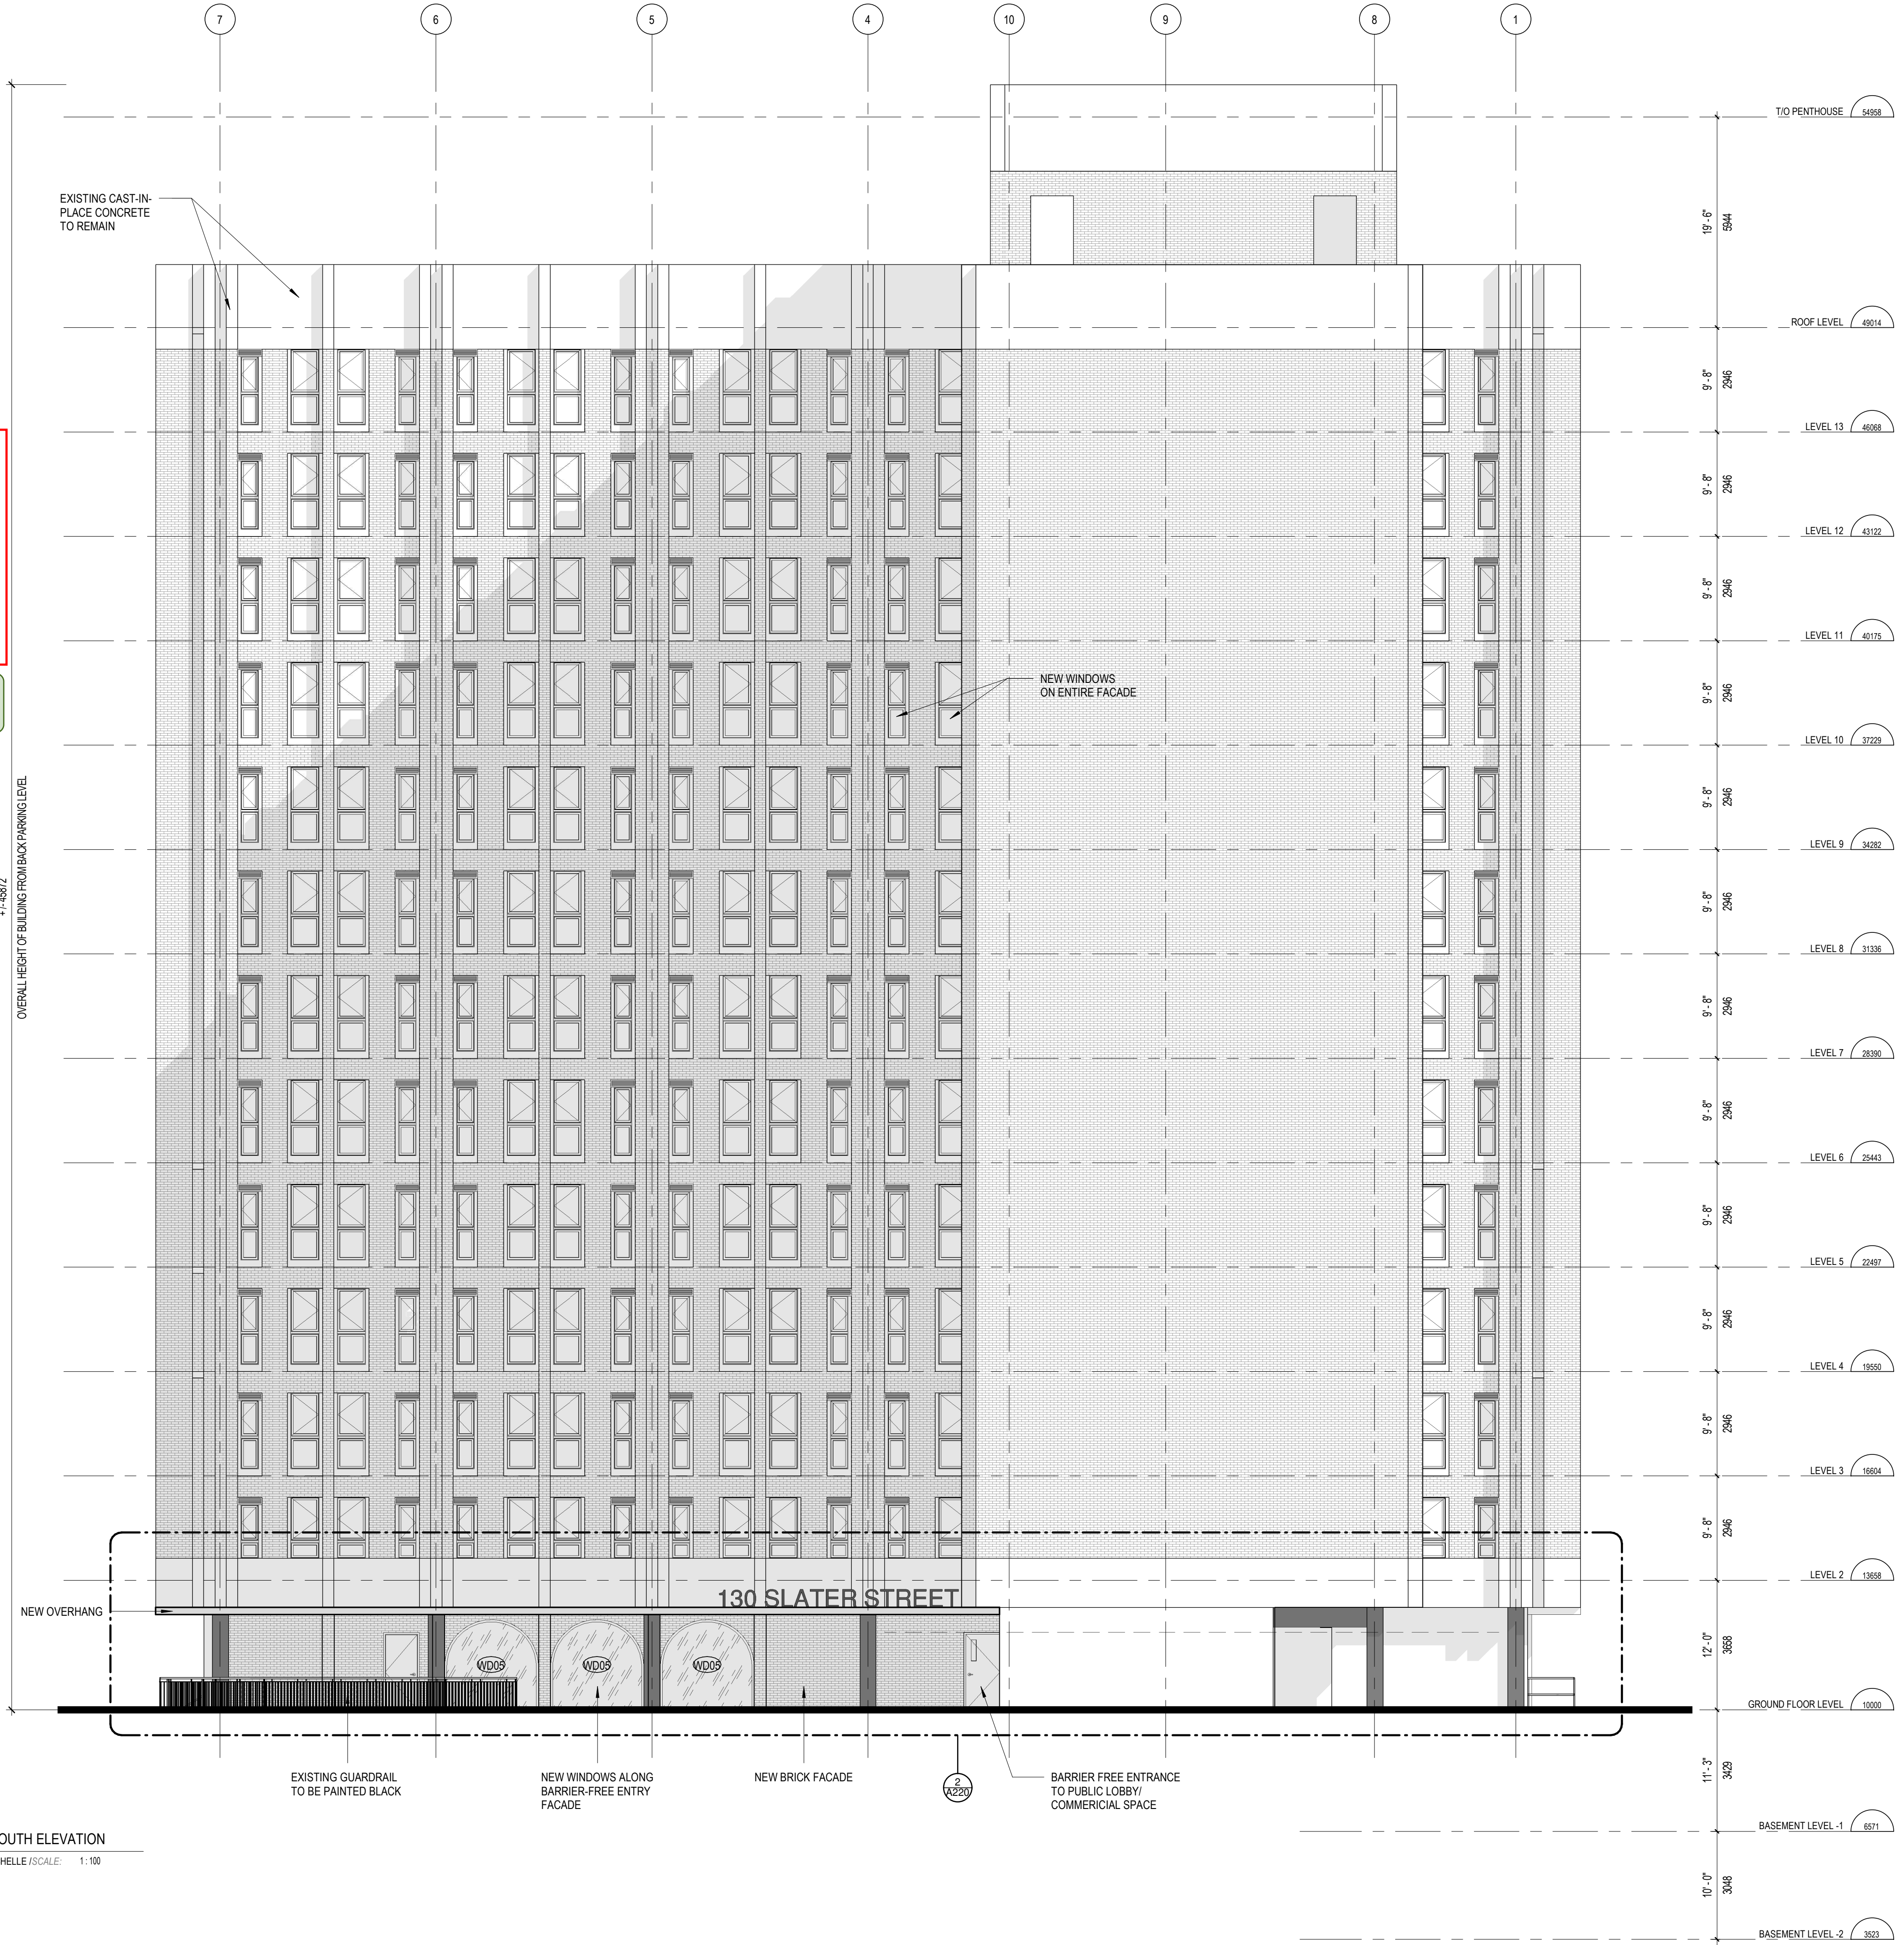 7
6
5
4
10
9
8
1
T/O PENTHOUSE 54958
EXISTING CAST-IN-
PLACE CONCRETE
TO REMAIN
19' - 6"
5944
ROOF LEVEL 49014
9' - 8"
2946
LEVEL 13 46068
9' - 8"
2946
LEVEL 12 43122
9' - 8"
2946
LEVEL 11 40175
NEW WINDOWS
ON ENTIRE FACADE
9' - 8"
2946
LEVEL 10 37229
9' - 8"
2946
LEVEL 9 34282
+ / - 45872
OVERALL HEIGHT OF BUILDING FROM BACK PARKING LEVEL
9' - 8"
2946
LEVEL 8 31336
9' - 8"
2946
LEVEL 7 28390
9' - 8"
2946
LEVEL 6 25443
9' - 8"
2946
LEVEL 5 22497
9' - 8"
2946
LEVEL 4 19550
9' - 8"
2946
LEVEL 3 16604
9' - 8"
2946
LEVEL 2 13658
130 SLATER STREET
NEW OVERHANG
WD05
WD05
WD05
12' - 0"
3658
GROUND FLOOR LEVEL 10000
EXISTING GUARDRAIL
TO BE PAINTED BLACK
NEW WINDOWS ALONG
BARRIER-FREE ENTRY
FACADE
NEW BRICK FACADE
2
A220
BARRIER FREE ENTRANCE
TO PUBLIC LOBBY/
COMMERICIAL SPACE
11' - 3"
3429
BASEMENT LEVEL -1 6571
OUTH ELEVATION
HELLE /SCALE: 1 : 100
10' - 0"
3048
BASEMENT LEVEL -2 3523